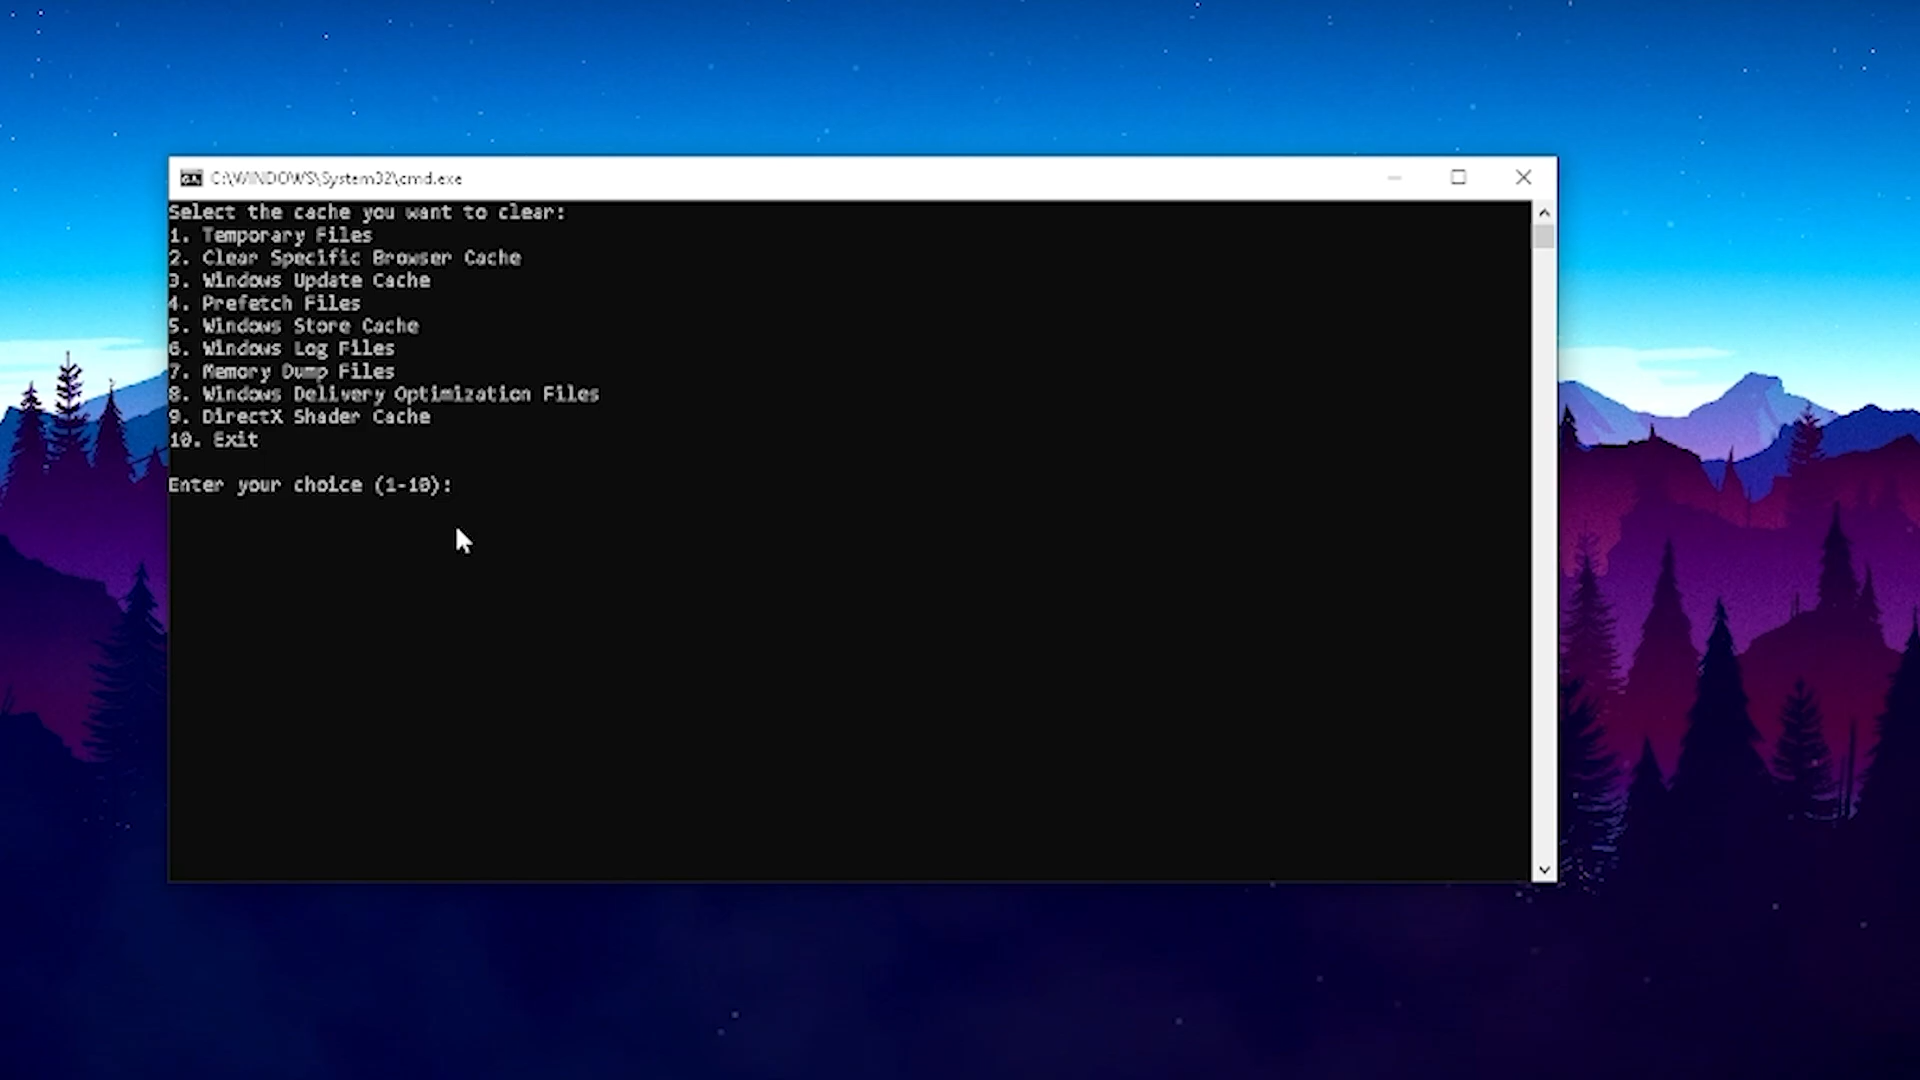 C:\WINDOWS\System32\cmd.exe
Select the cache you want to clear:
1. Temporary Files
2. Clear Specific Browser Cache
3. Windows Update Cache
4. Prefetch Files
5. Windows Store Cache
6. Windows Log Files
7. Memory Dump Files
8. Windows Delivery Optimization Files
9. DirectX Shader Cache
10. Exit
Enter your choice (1-10):